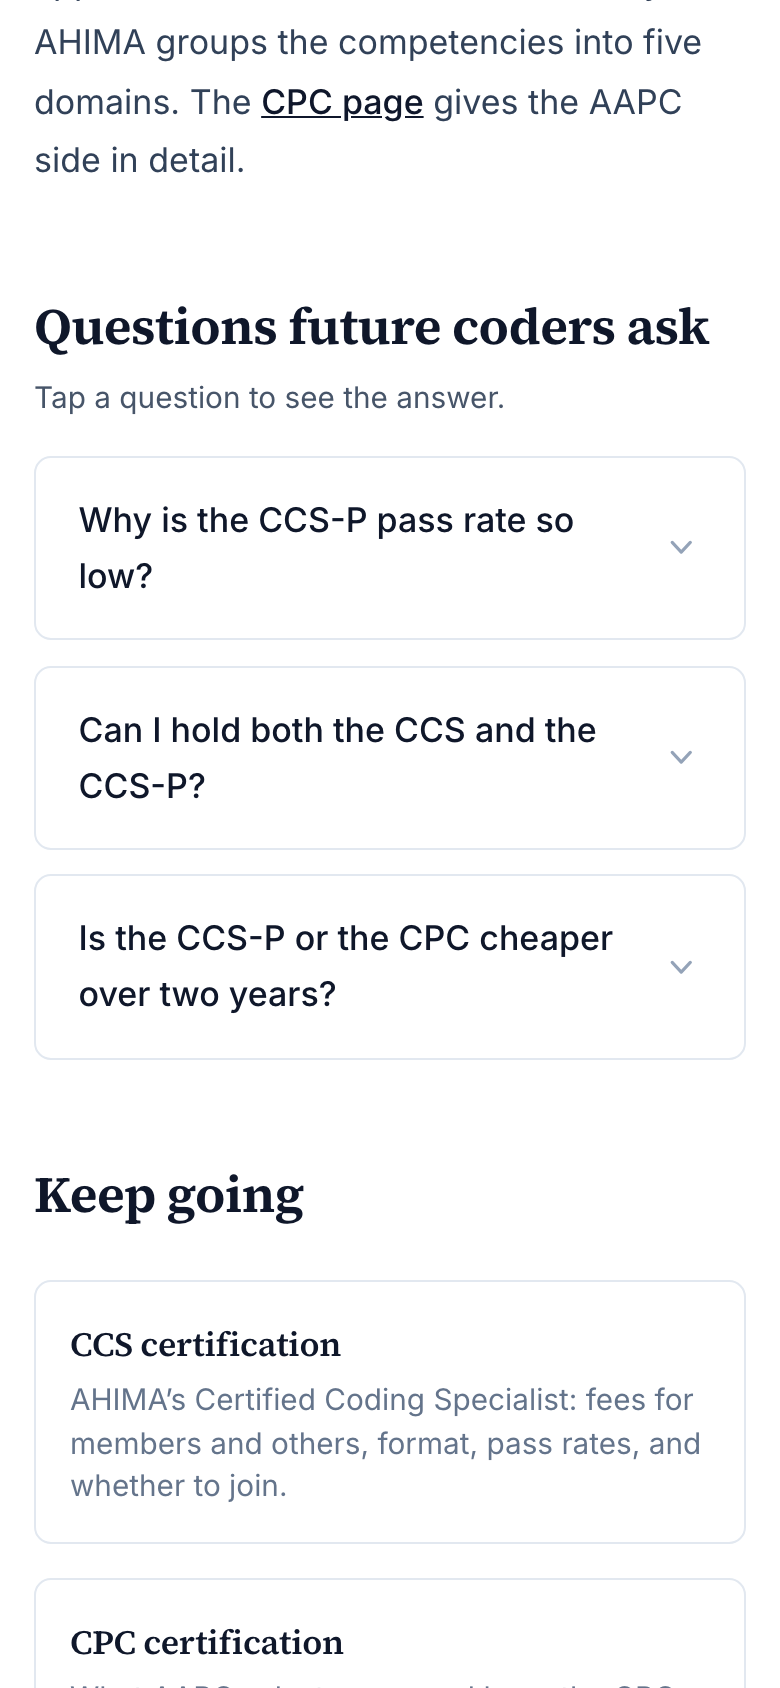 AHIMA groups the competencies into five
domains. The CPC page gives the AAPC
side in detail.
Questions future coders ask
Tap a question to see the answer.
Why is the CCS-P pass rate so
low?
Can I hold both the CCS and the
CCS-P?
Is the CCS-P or the CPC cheaper
over two years?
Keep going
CCS certification
AHIMA’s Certified Coding Specialist: fees for
members and others, format, pass rates, and
whether to join.
CPC certification